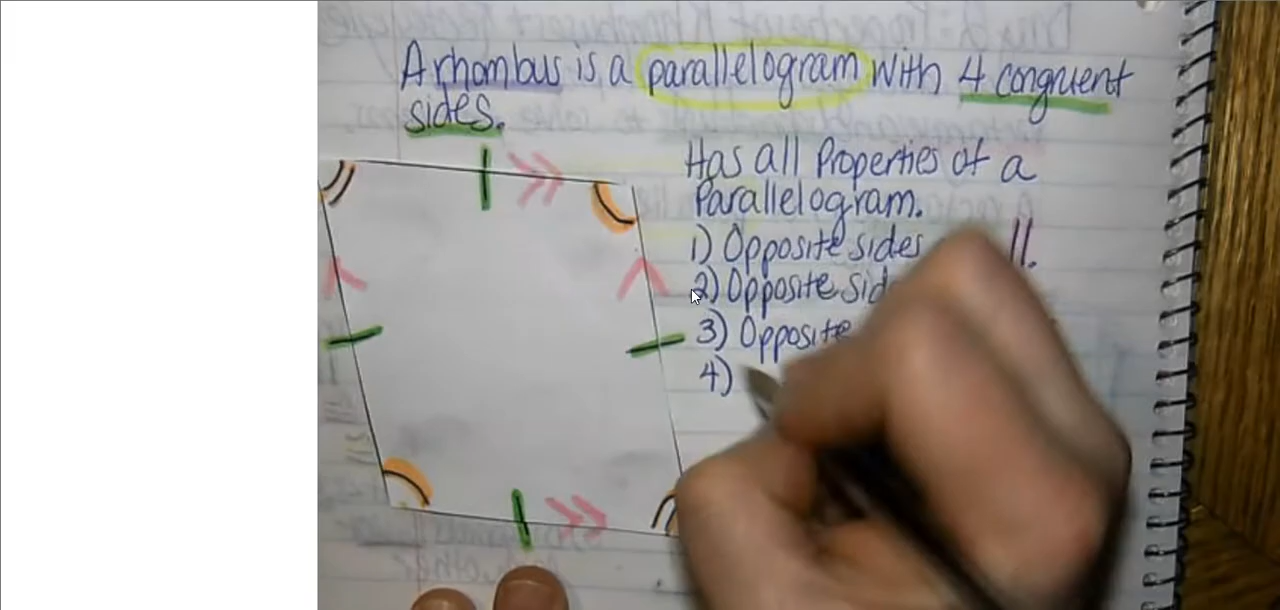 A rhombus is a parallelogram with 4 congruent
sides.
Has all Properties of a
Parallelogram.
1) Opposite sides ||.
2) Opposite
3) Opposite
4)